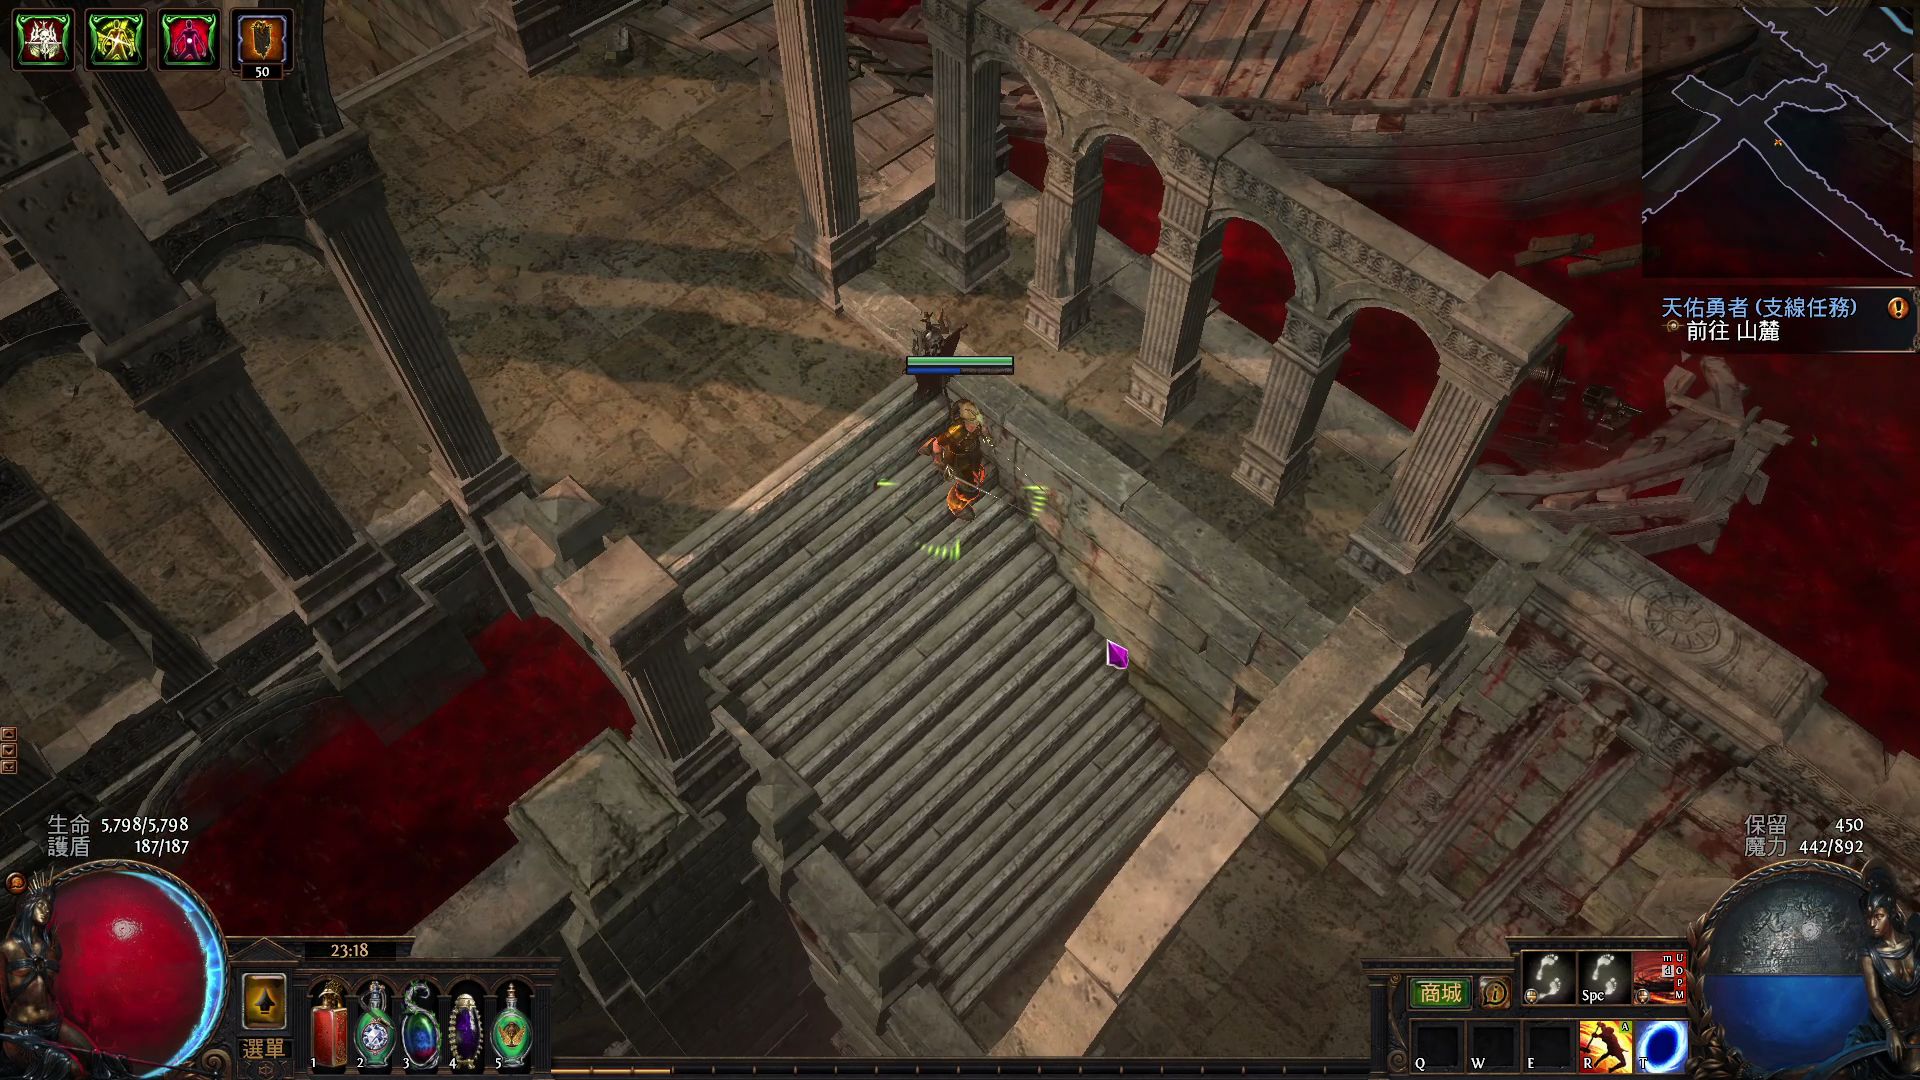 50
天佑勇者 (支線任務)
前往 山麓
生命 5,798/5,798
護盾 187/187
保留 450
魔力 442/892
23:18
選單
1
2
3
4
5
商城
Spc
m U
d O
P
M
Q
W
E
R
A
T